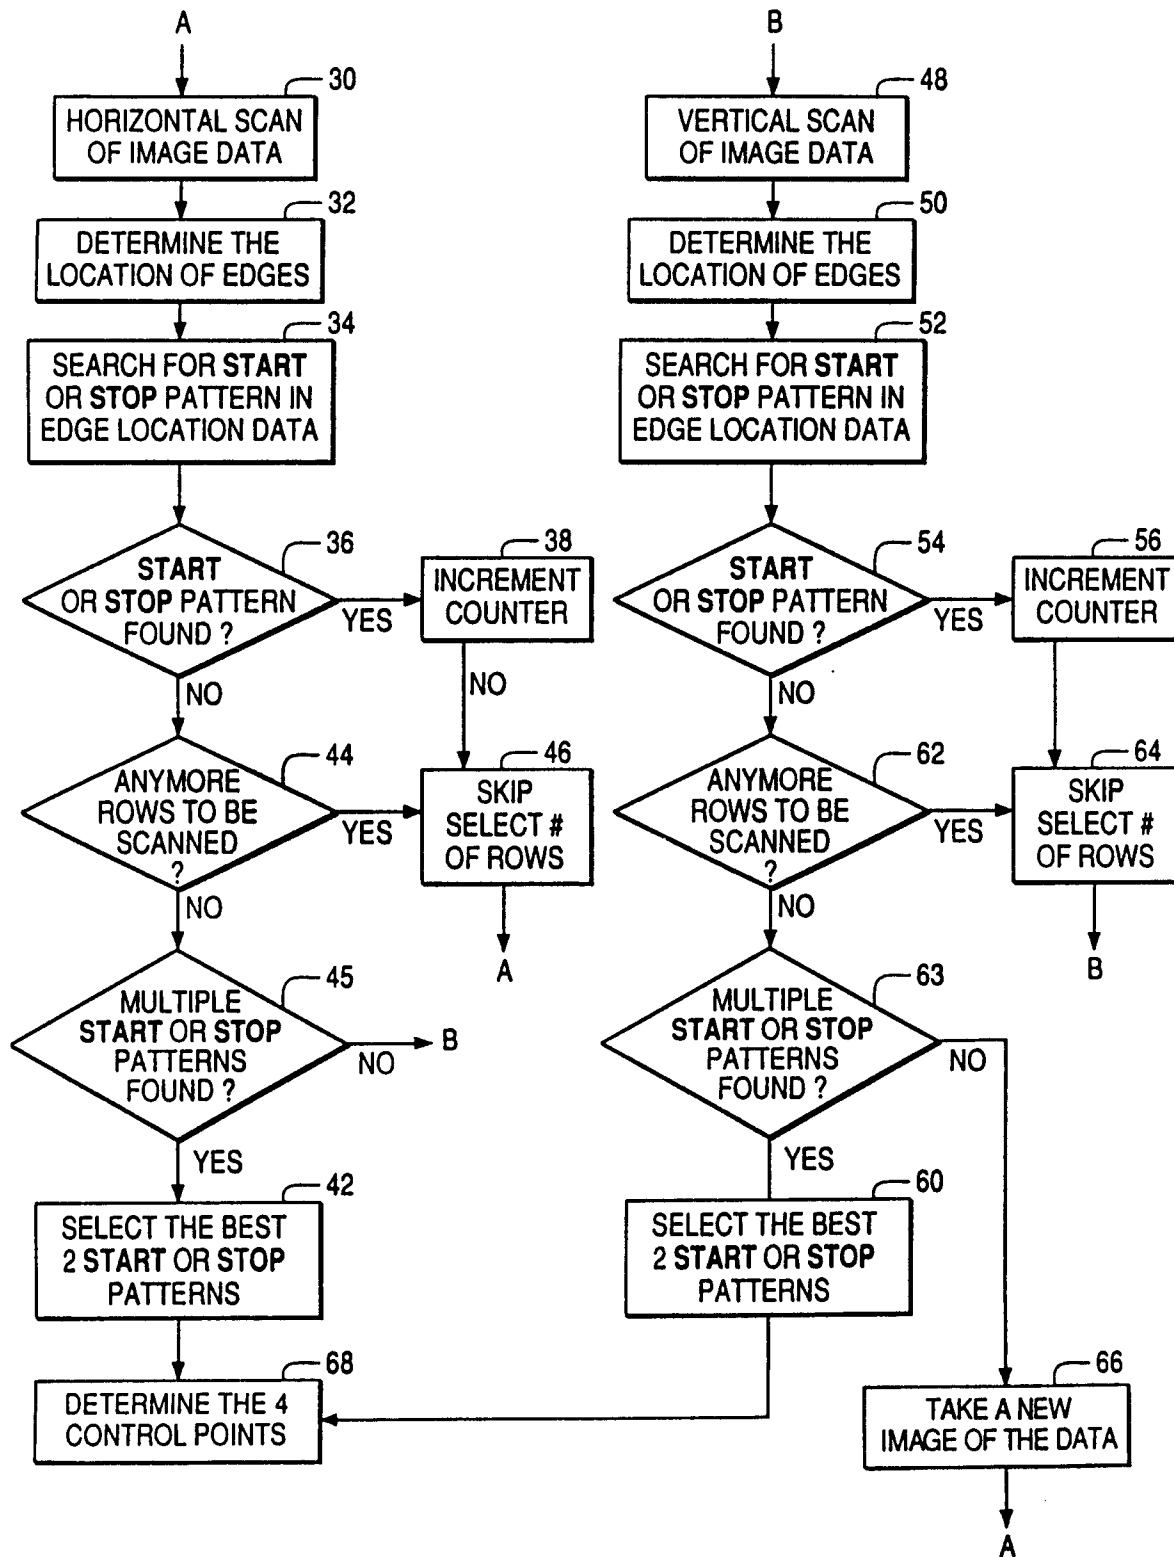 A
30
HORIZONTAL SCAN
OF IMAGE DATA
32
DETERMINE THE
LOCATION OF EDGES
34
SEARCH FOR START
OR STOP PATTERN IN
EDGE LOCATION DATA
36
START
OR STOP PATTERN
FOUND ?
YES
38
INCREMENT
COUNTER
NO
NO
44
ANYMORE
ROWS TO BE
SCANNED
?
YES
46
SKIP
SELECT #
OF ROWS
A
NO
45
MULTIPLE
START OR STOP
PATTERNS
FOUND ?
NO
B
YES
42
SELECT THE BEST
2 START OR STOP
PATTERNS
68
DETERMINE THE 4
CONTROL POINTS
B
48
VERTICAL SCAN
OF IMAGE DATA
50
DETERMINE THE
LOCATION OF EDGES
52
SEARCH FOR START
OR STOP PATTERN IN
EDGE LOCATION DATA
54
START
OR STOP PATTERN
FOUND ?
YES
56
INCREMENT
COUNTER
NO
62
ANYMORE
ROWS TO BE
SCANNED
?
YES
64
SKIP
SELECT #
OF ROWS
B
NO
63
MULTIPLE
START OR STOP
PATTERNS
FOUND ?
NO
YES
60
SELECT THE BEST
2 START OR STOP
PATTERNS
66
TAKE A NEW
IMAGE OF THE DATA
A